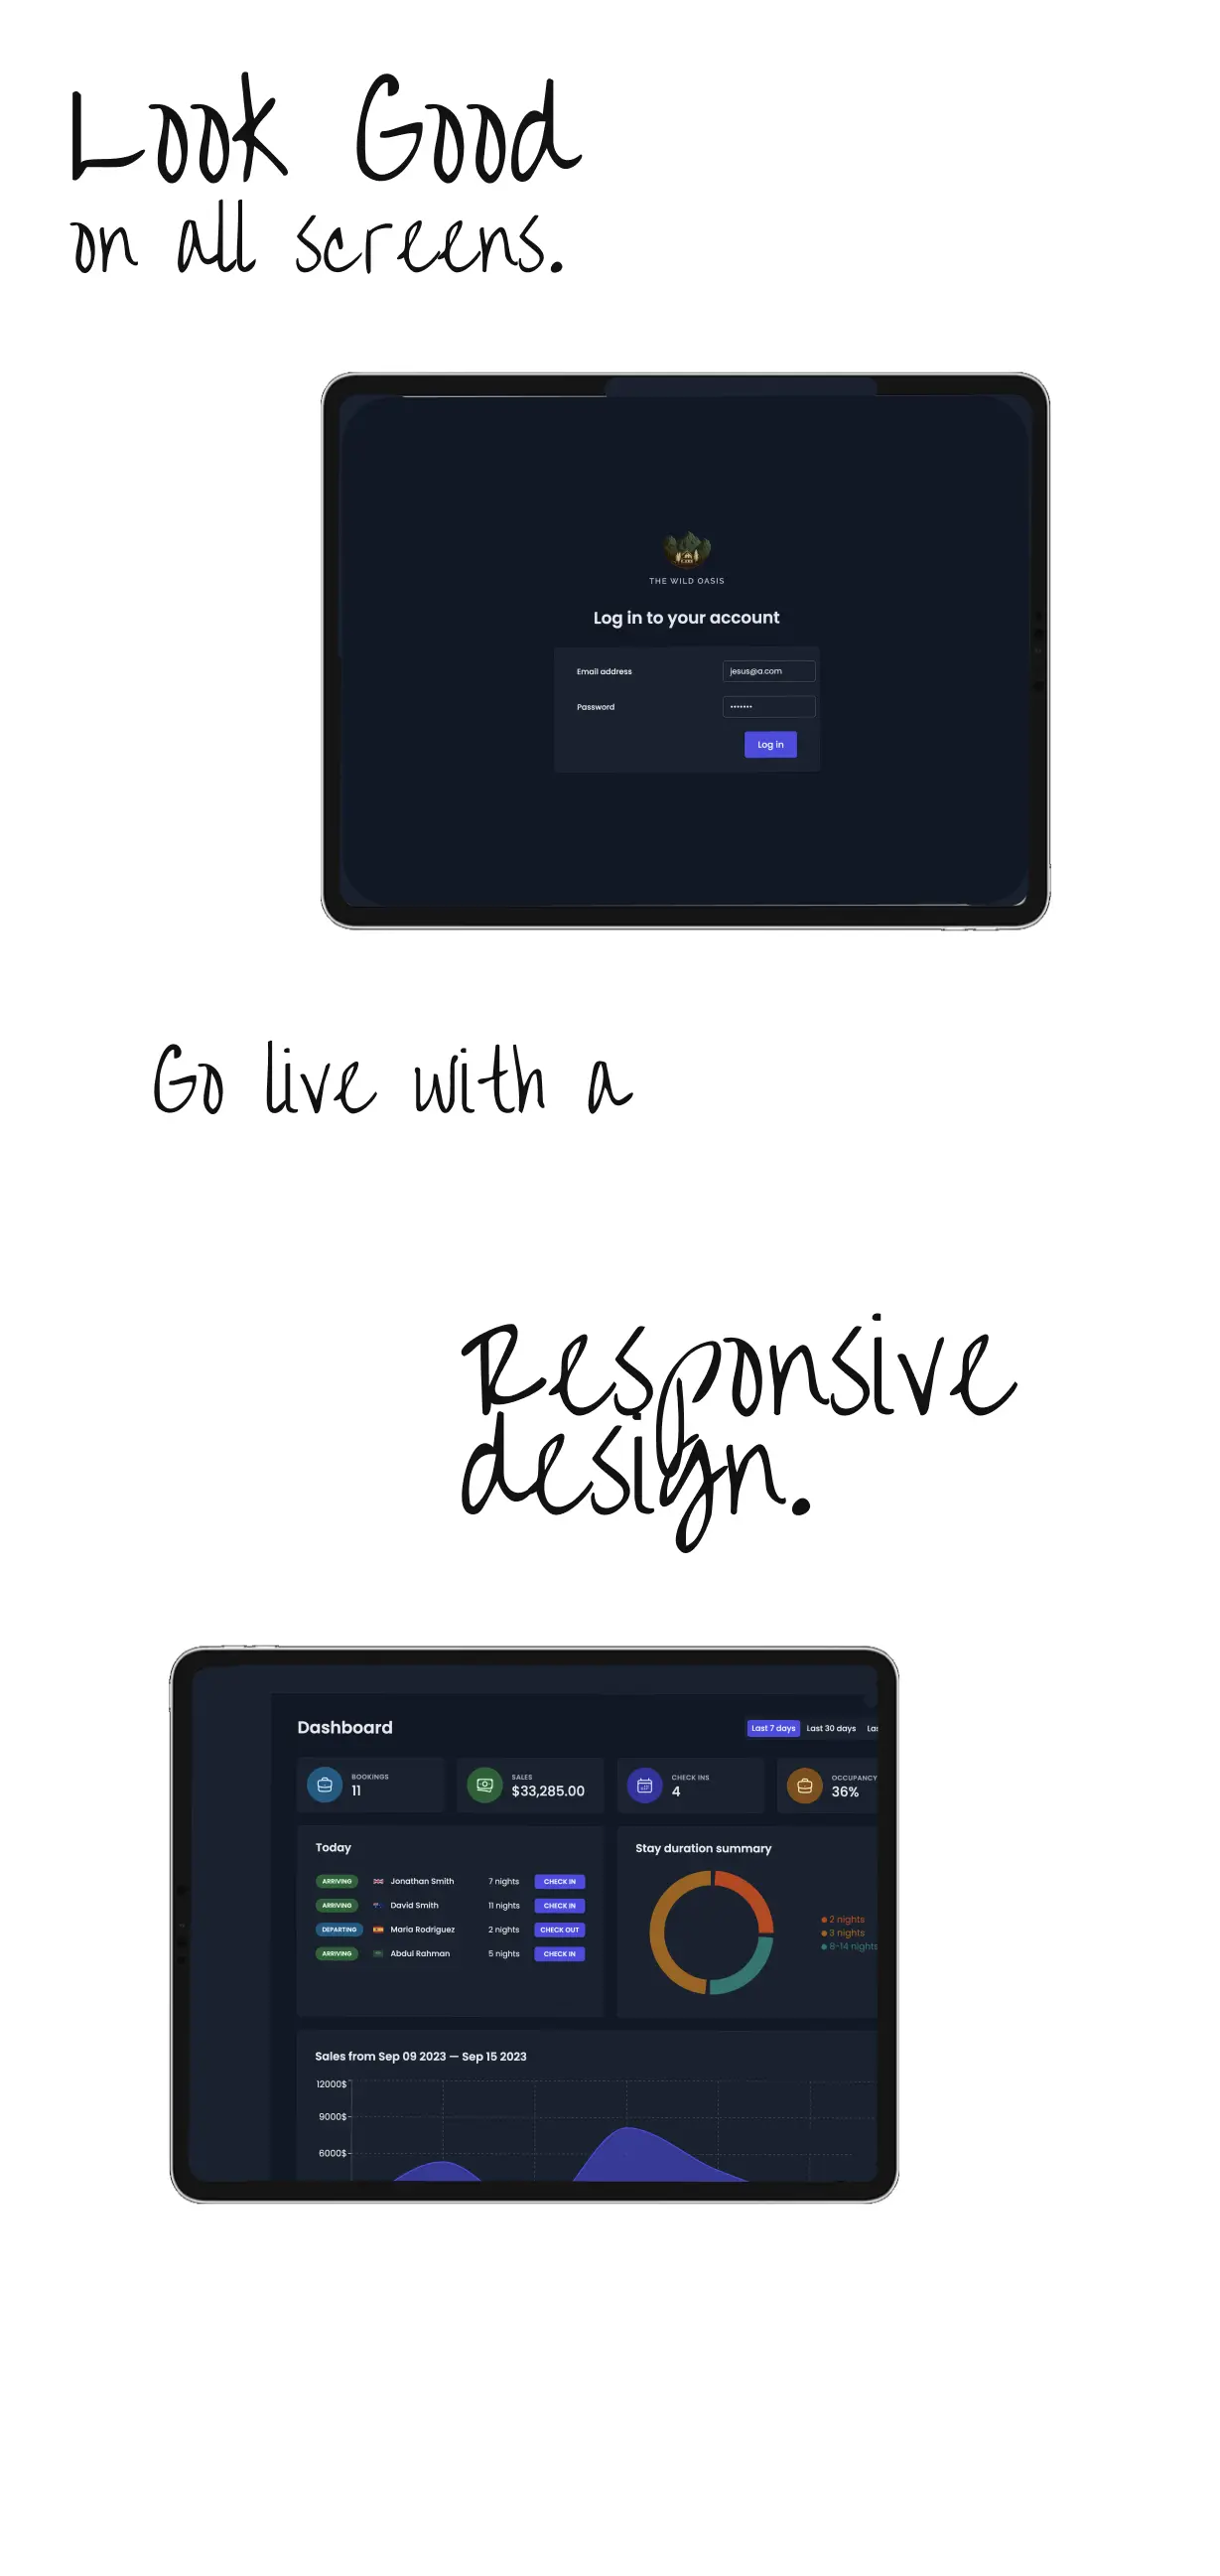 Look Good
on all screens.
THE WILD OASIS
Log in to your account
Email address
jesus@a.com
Password
•••••••
Log in
Go live with a
Responsive
design.
Dashboard
Last 7 days Last 30 days Las
BOOKINGS
11
SALES
$33,285.00
CHECK INS
4
OCCUPANCY
36%
Today
ARRIVING Jonathan Smith 7 nights CHECK IN
ARRIVING David Smith 11 nights CHECK IN
DEPARTING Maria Rodriguez 2 nights CHECK OUT
ARRIVING Abdul Rahman 5 nights CHECK IN
Stay duration summary
2 nights
3 nights
8-14 nights
Sales from Sep 09 2023 — Sep 15 2023
12000$
9000$
6000$